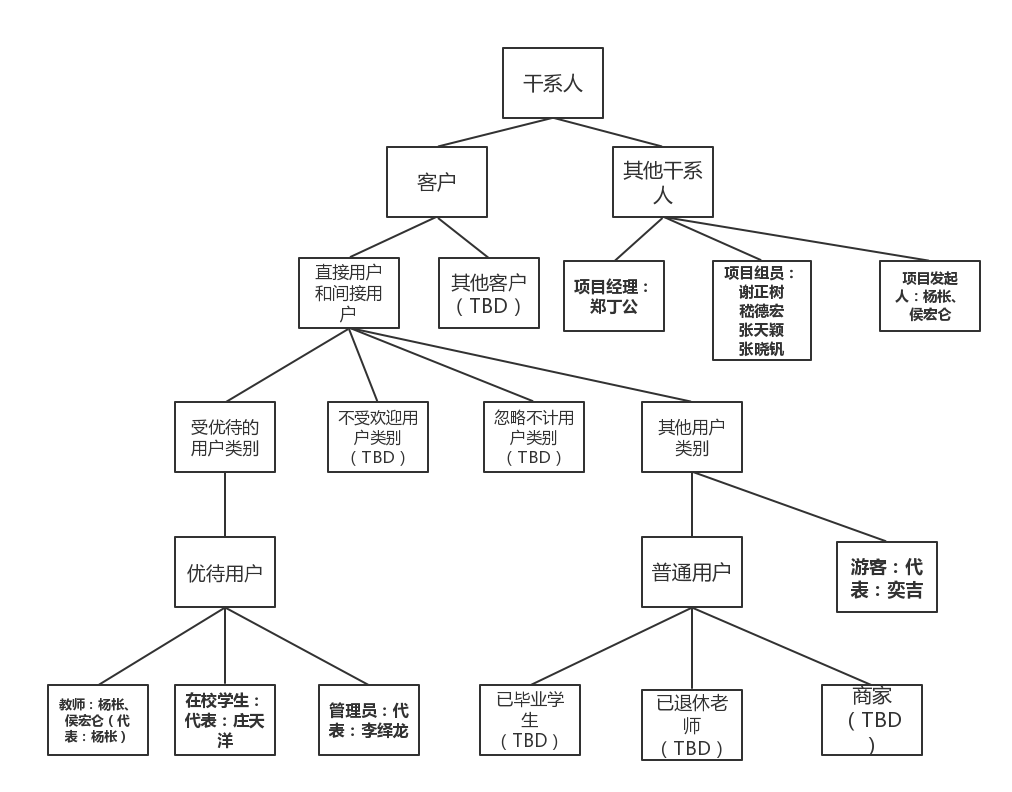 干系人
客户
其他干系
人
直接用户
和间接用
户
其他客户
（TBD）
项目经理：
郑丁公
项目组员：
谢正树
嵇德宏
张天颖
张晓钒
项目发起
人：杨枨、
侯宏仑
受优待的
用户类别
不受欢迎用
户类别
（TBD）
忽略不计用
户类别
（TBD）
其他用户
类别
优待用户
普通用户
游客：代
表：奕吉
教师：杨枨、
侯宏仑（代
表：杨枨）
在校学生：
代表：庄天
洋
管理员：代
表：李绎龙
已毕业学
生
（TBD）
已退休老
师
（TBD）
商家
（TBD
）